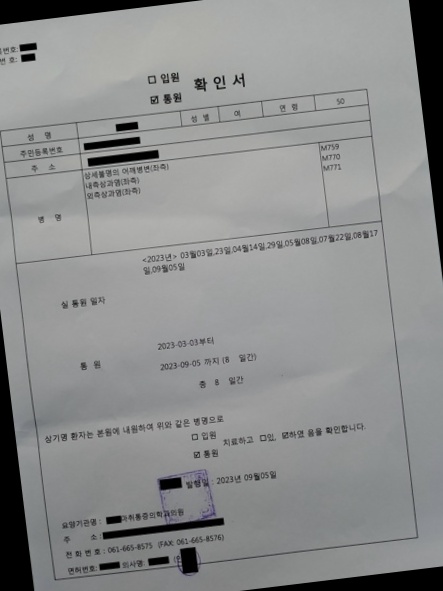 번호:
번 호:
☐ 입원
☑ 통원
확 인 서
성 명 성 별 여 연 령 50
주민등록번호
주 소
병 명
상세불명의 어깨병변(좌측) M759
내측상과염(좌측) M770
외측상과염(좌측) M771
실 통원 일자
<2023년> 03월03일,23일,04월14일,29일,05월08일,07월22일,08월17
일,09월05일
통 원
2023-03-03부터
2023-09-05 까지 (8 일간)
총 8 일간
상기명 환자는 본원에 내원하여 위와 같은 병명으로
☐ 입원
☑ 통원
치료하고 ☐있, ☑하였 음을 확인합니다.
발행일 : 2023년 09월05일
요양기관명 : 마취통증의학과의원
주 소 :
전 화 번 호 : 061-665-8575 (FAX: 061-665-8576)
면허번호: 의사명: